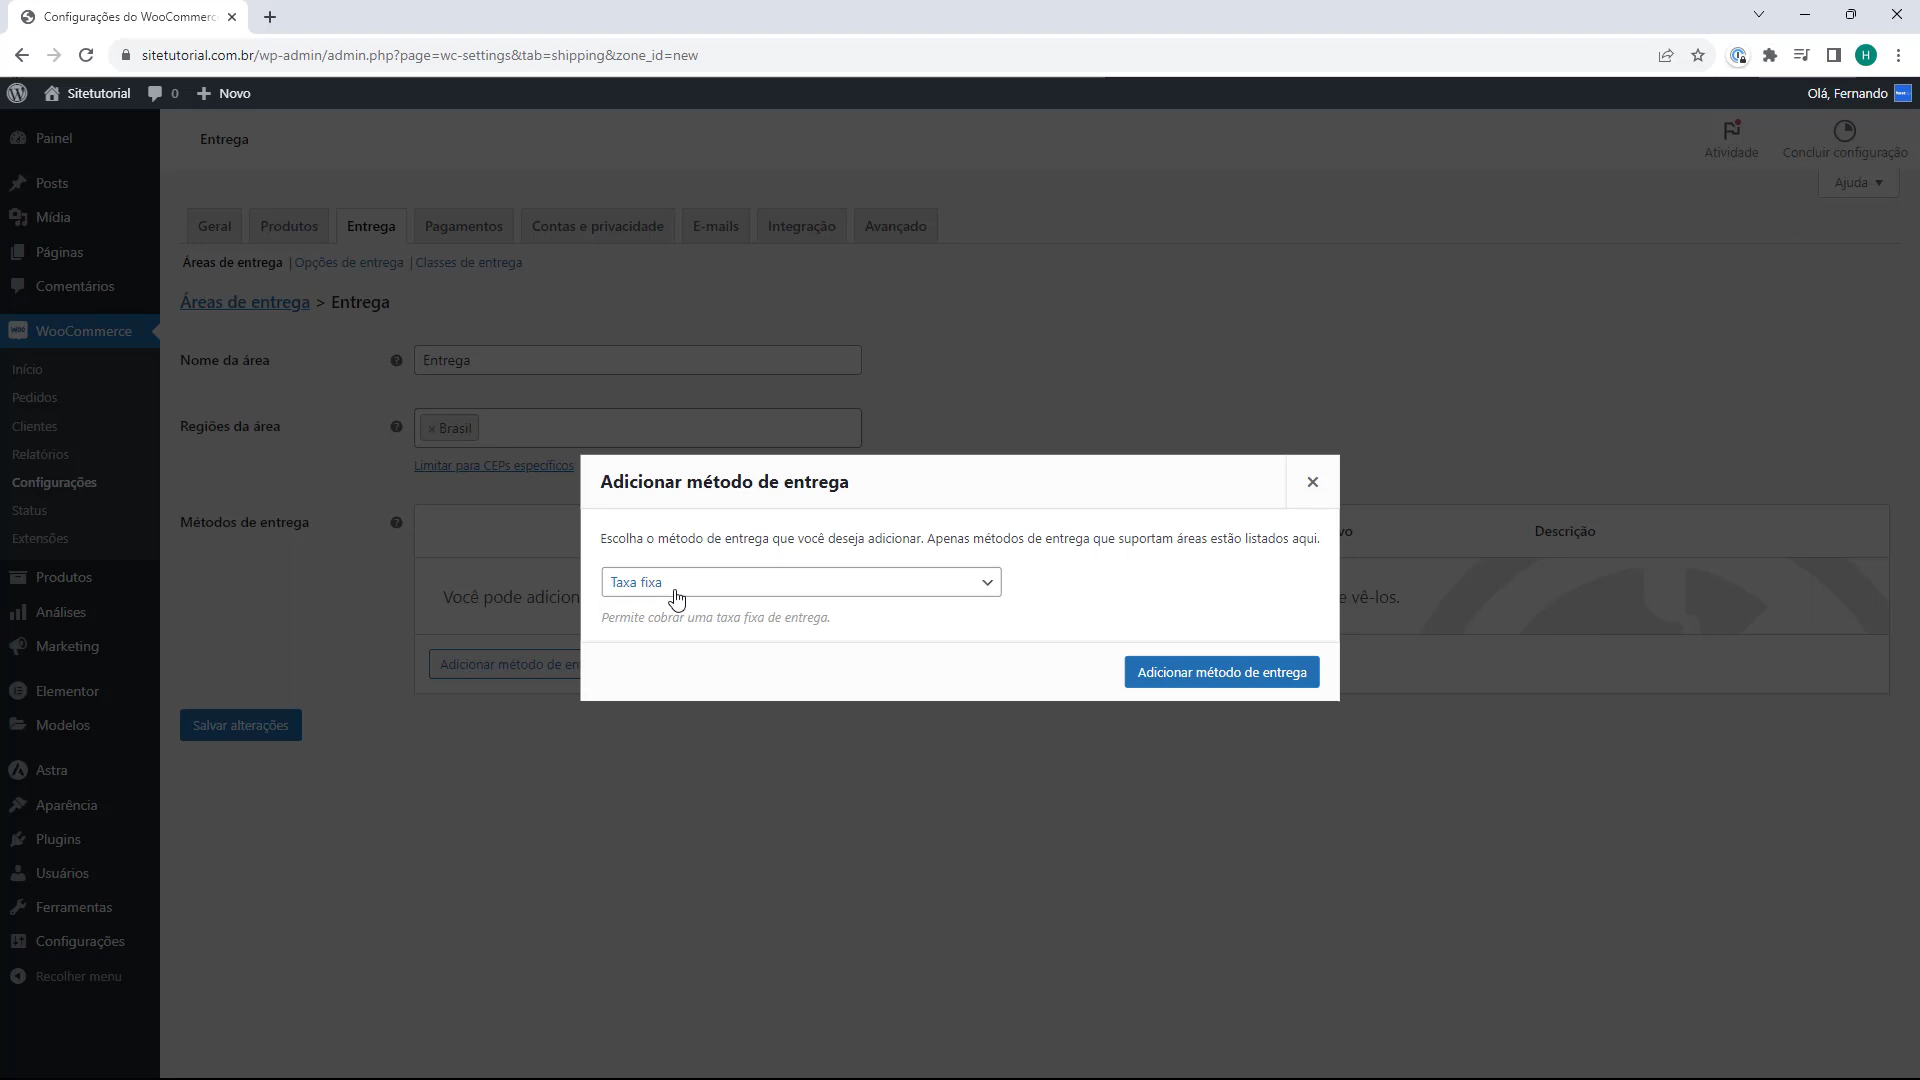 Configurações do WooCommerc
sitetutorial.com.br/wp-admin/admin.php?page=wc-settings&tab=shipping&zone_id=new
H
Sitetutorial
0
Novo
Olá, Fernando
Painel
Posts
Mídia
Páginas
Comentários
WooCommerce
Início
Pedidos
Clientes
Relatórios
Configurações
Status
Extensões
Produtos
Análises
Marketing
Elementor
Modelos
Astra
Aparência
Plugins
Usuários
Ferramentas
Configurações
Recolher menu
Entrega
Atividade
Concluir configuração
Ajuda
Geral
Produtos
Entrega
Pagamentos
Contas e privacidade
E-mails
Integração
Avançado
Áreas de entrega | Opções de entrega | Classes de entrega
Áreas de entrega > Entrega
Nome da área
Entrega
Regiões da área
× Brasil
Limitar para CEPs específicos
Métodos de entrega
vo
Descrição
Você pode adicion
e vê-los.
Adicionar método de en
Salvar alterações
Adicionar método de entrega
Escolha o método de entrega que você deseja adicionar. Apenas métodos de entrega que suportam áreas estão listados aqui.
Taxa fixa
Permite cobrar uma taxa fixa de entrega.
Adicionar método de entrega